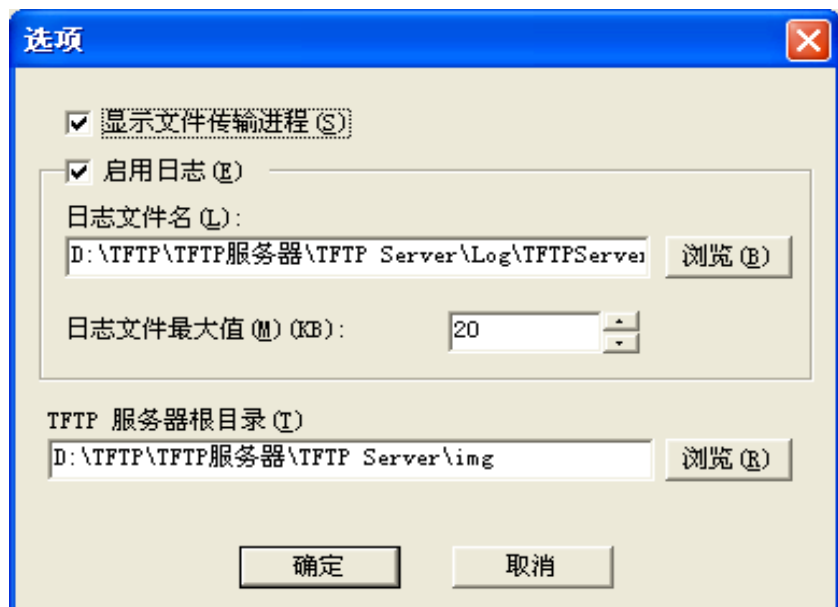 选项
显示文件传输进程(S)
启用日志(E)
日志文件名(L):
D:\TFTP\TFTP服务器\TFTP Server\Log\TFTPServer
浏览(B)
日志文件最大值(M)(KB):
20
TFTP 服务器根目录(T)
D:\TFTP\TFTP服务器\TFTP Server\img
浏览(R)
确定
取消